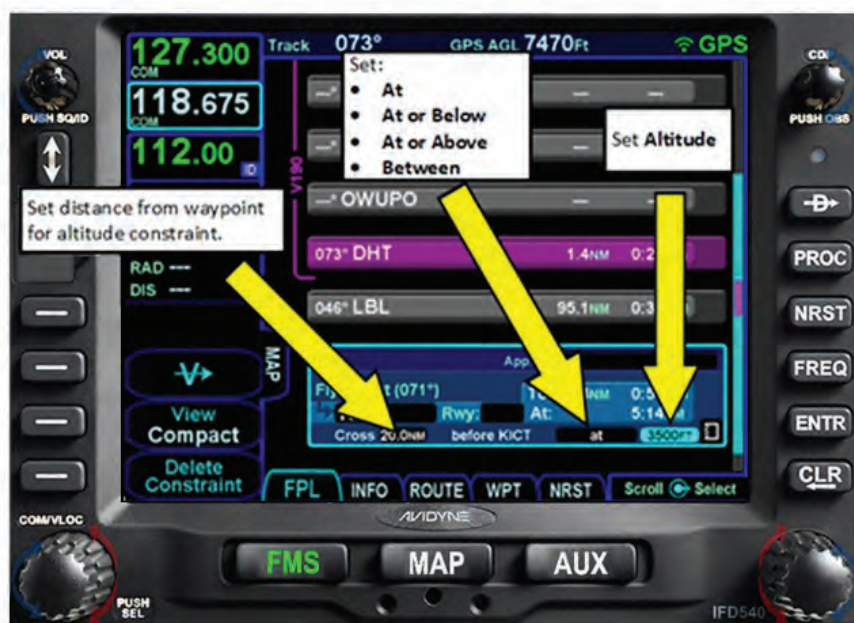 VOL
PUSH SQ/ID
127.300
COM
118.675
COM
112.00
ID
RAD ---
DIS ---
View
Compact
Delete
Constraint
COM/VLOC
PUSH
SEL
Track 073° GPS AGL 7470Ft GPS
Set:
• At
• At or Below
• At or Above
• Between
Set Altitude
Set distance from waypoint
for altitude constraint.
V190
---° OWUPO
073° DHT 1.4NM
046° LBL 95.1NM
MAP
(071°)
Rwy: At:
Cross 20.0NM before KICT at 3500FT
FPL INFO ROUTE WPT NRST Scroll Select
AVIDYNE
FMS MAP AUX
CDI
PUSH OBS
D
PROC
NRST
FREQ
ENTR
CLR
IFD540